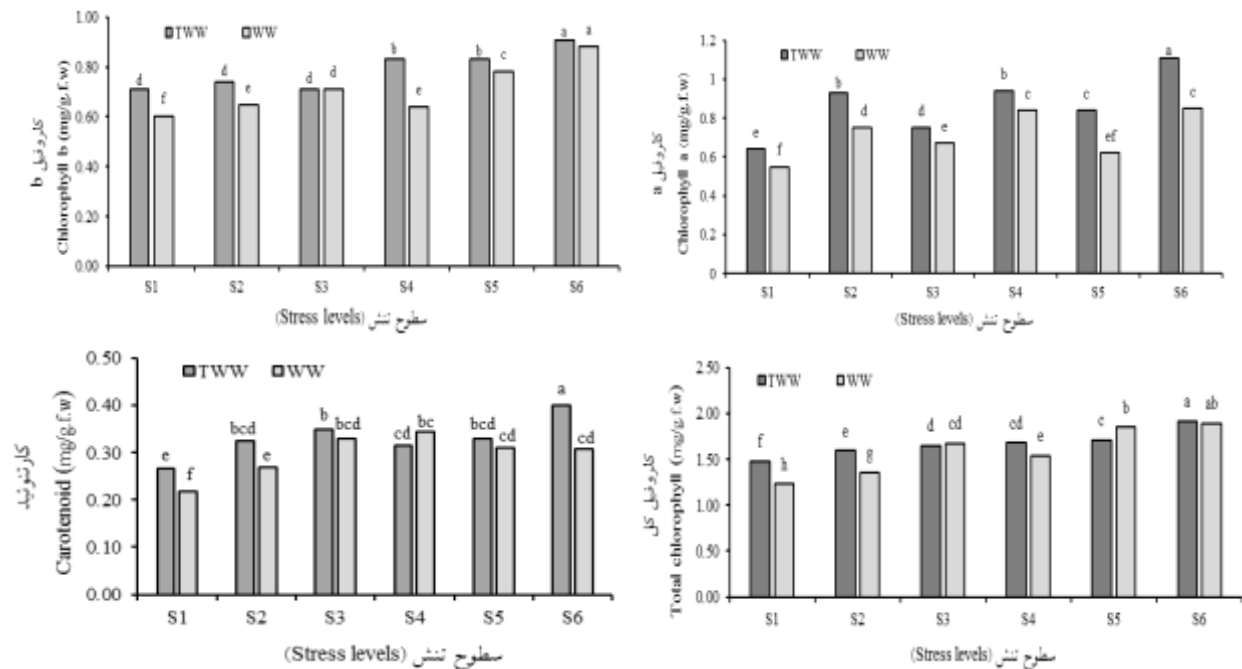 کلروفیل b
Chlorophyll b (mg/g.f.w)
1.00
0.80
0.60
0.40
0.20
0.00
TWW WW
d f d e d d b e b c a a
S1 S2 S3 S4 S5 S6
سطوح تنش (Stress levels)
کلروفیل a
Chlorophyll a (mg/g.f.w)
1.2
1
0.8
0.6
0.4
0.2
0
TWW WW
e f b d d e b c c ef a c
S1 S2 S3 S4 S5 S6
سطوح تنش (Stress levels)
کارتنوئید
Carotenoid (mg/g.f.w)
0.50
0.40
0.30
0.20
0.10
0.00
TWW WW
e f bcd e b bcd cd bc bcd cd a cd
S1 S2 S3 S4 S5 S6
سطوح تنش (Stress levels)
کلروفیل کل
Total chlorophyll (mg/g.f.w)
2.50
2.00
1.50
1.00
0.50
0.00
TWW WW
f h e g d cd cd e c b a ab
S1 S2 S3 S4 S5 S6
سطوح تنش (Stress levels)